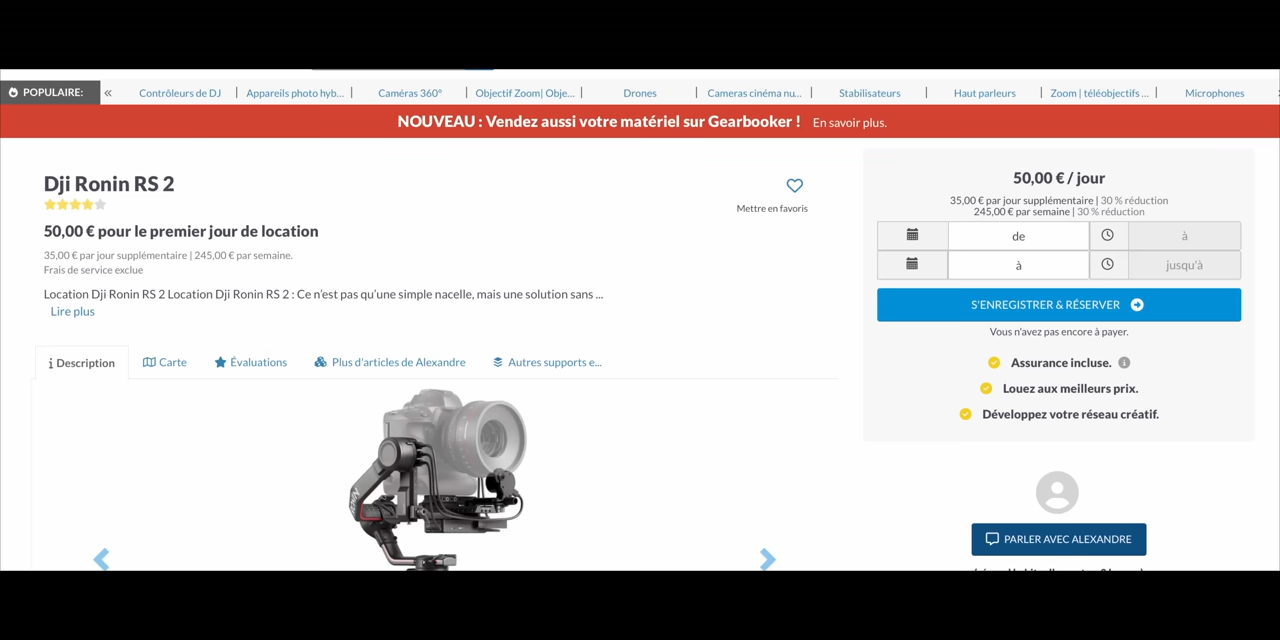 POPULAIRE:
«
Contrôleurs de DJ
Appareils photo hyb...
Caméras 360°
Objectif Zoom| Obje...
Drones
Cameras cinéma nu...
Stabilisateurs
Haut parleurs
Zoom | téléobjectifs ...
Microphones
NOUVEAU : Vendez aussi votre matériel sur Gearbooker ! En savoir plus.
Dji Ronin RS 2
Mettre en favoris
50,00 € pour le premier jour de location
35,00 € par jour supplémentaire | 245,00 € par semaine.
Frais de service exclue
Location Dji Ronin RS 2 Location Dji Ronin RS 2 : Ce n'est pas qu'une simple nacelle, mais une solution sans ...
Lire plus
Description
Carte
Évaluations
Plus d'articles de Alexandre
Autres supports e...
50,00 € / jour
35,00 € par jour supplémentaire | 30 % réduction
245,00 € par semaine | 30 % réduction
de
à
à
jusqu'à
S'ENREGISTRER & RÉSERVER
Vous n'avez pas encore à payer.
Assurance incluse.
Louez aux meilleurs prix.
Développez votre réseau créatif.
PARLER AVEC ALEXANDRE